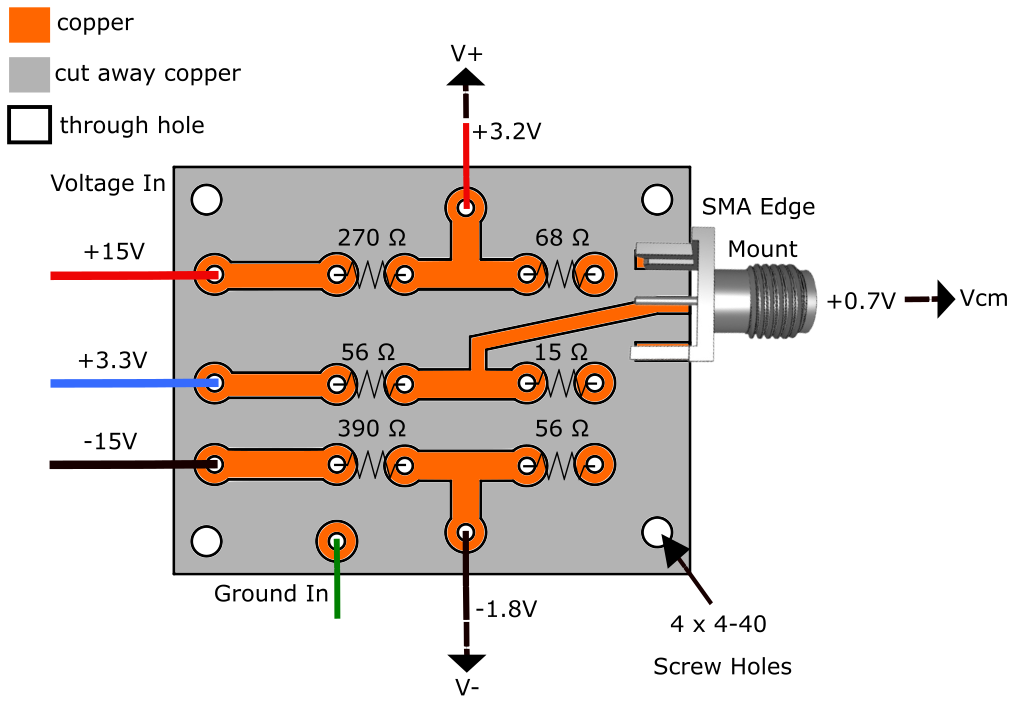 copper
cut away copper
through hole
V+
+3.2V
Voltage In
SMA Edge
Mount
+15V
270 Ω
68 Ω
+0.7V
Vcm
+3.3V
56 Ω
15 Ω
-15V
390 Ω
56 Ω
Ground In
-1.8V
4 x 4-40
Screw Holes
V-